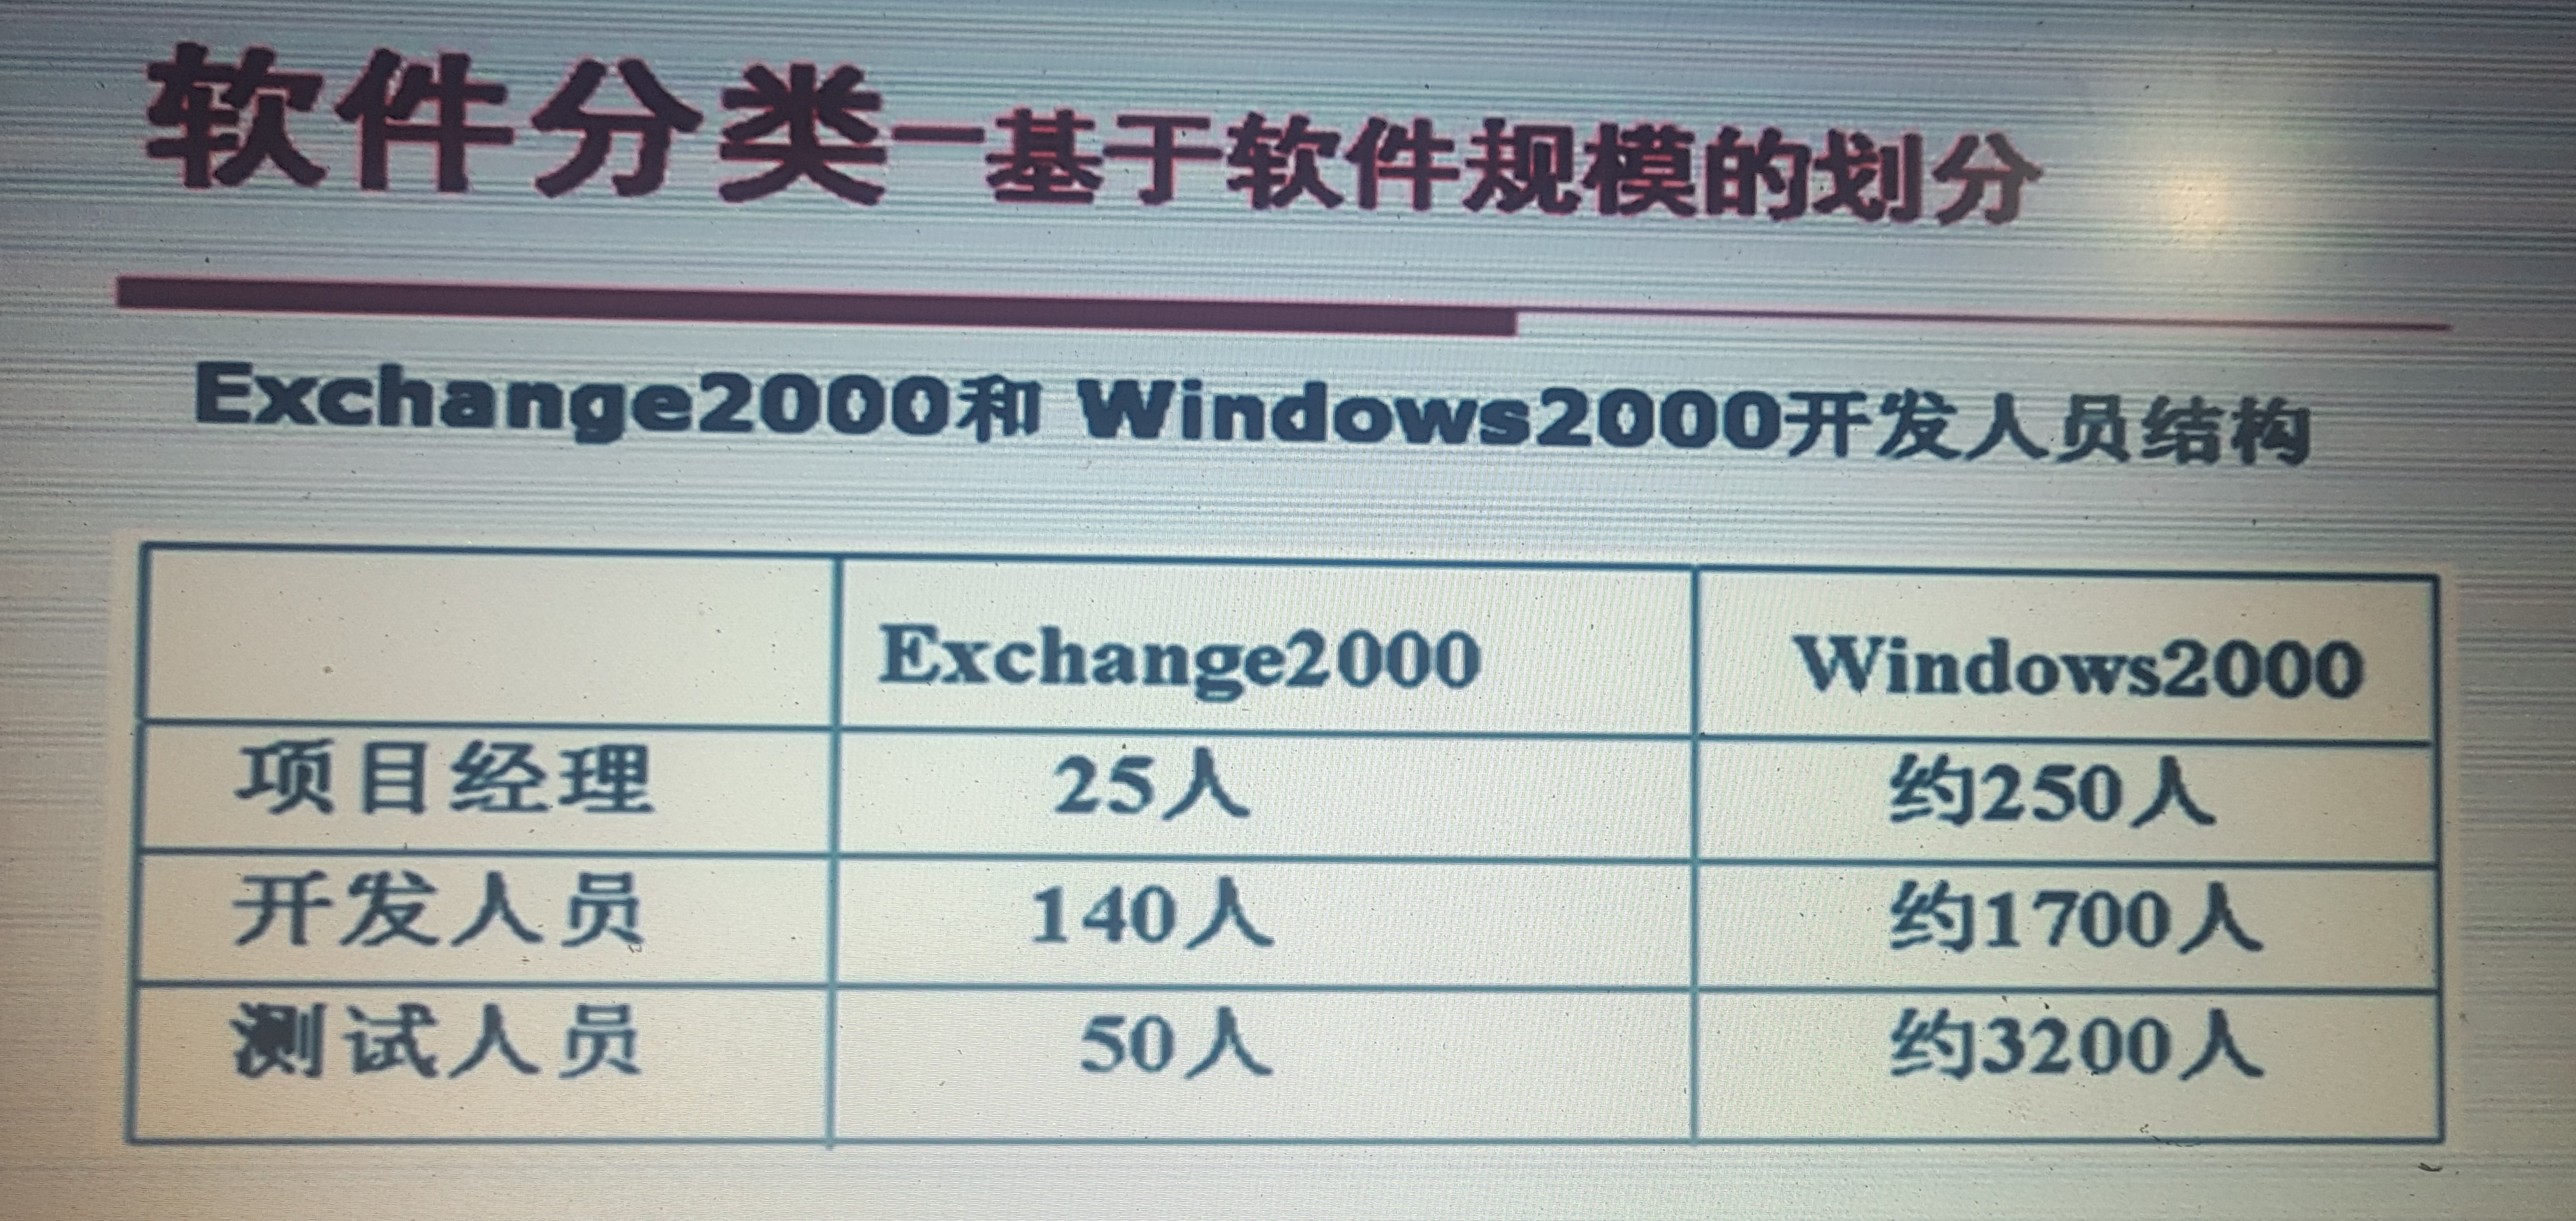 软件分类－基于软件规模的划分
Exchange2000和 Windows2000开发人员结构
Exchange2000 Windows2000
项目经理 25人 约250人
开发人员 140人 约1700人
测试人员 50人 约3200人